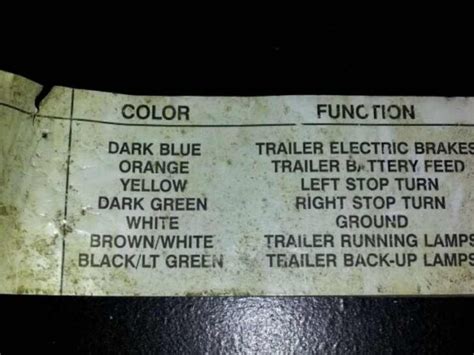 COLOR FUNCTION
DARK BLUE TRAILER ELECTRIC BRAKES
ORANGE TRAILER BATTERY FEED
YELLOW LEFT STOP TURN
DARK GREEN RIGHT STOP TURN
WHITE GROUND
BROWN/WHITE TRAILER RUNNING LAMPS
BLACK/LT GREEN TRAILER BACK-UP LAMPS